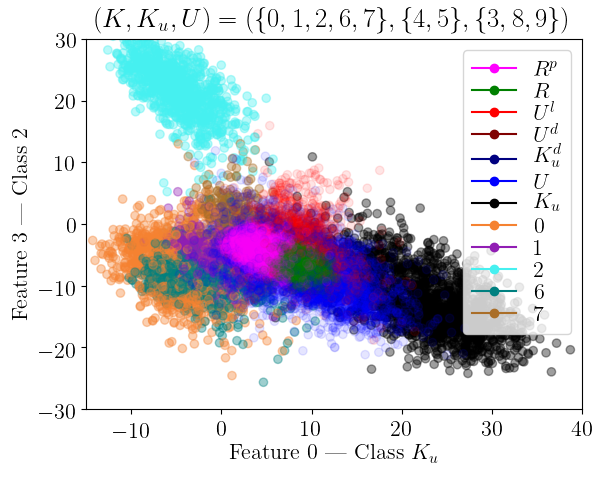 (K, K_u, U) = ({0, 1, 2, 6, 7}, {4, 5}, {3, 8, 9})
30
20
10
0
−10
−20
−30
−10
0
10
20
30
40
Feature 3 — Class 2
Feature 0 — Class K_u
R^p
R
U^l
U^d
K_u^d
U
K_u
0
1
2
6
7